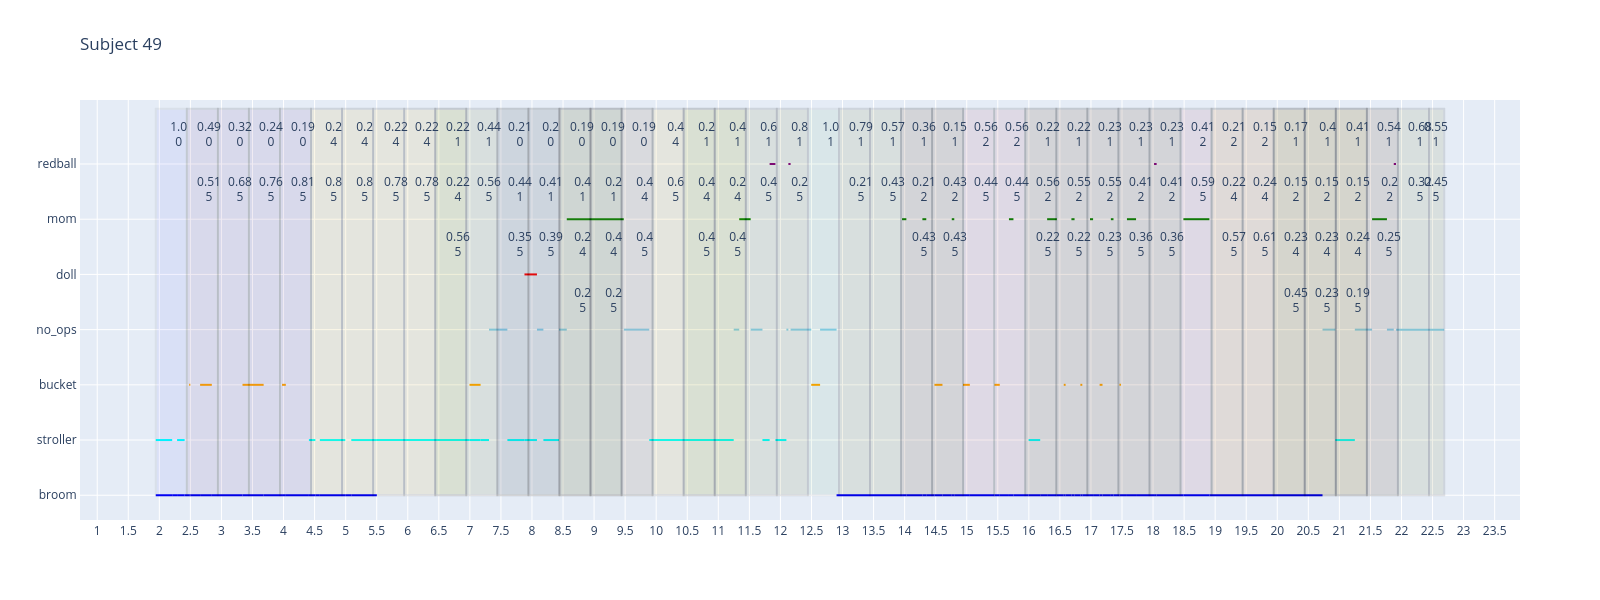 Subject 49
1.0 0.49 0.32 0.24 0.19 0.2 0.2 0.22 0.22 0.22 0.44 0.21 0.2 0.19 0.19 0.19 0.4 0.2 0.4 0.6 0.8 1.0 0.79 0.57 0.36 0.15 0.56 0.56 0.22 0.22 0.23 0.23 0.23 0.41 0.21 0.15 0.17 0.4 0.41 0.54 0.68 0.55
0 0 0 0 0 4 4 4 4 1 1 0 0 0 0 0 4 1 1 1 1 1 1 1 1 1 2 2 1 1 1 1 1 2 2 2 1 1 1 1 1 1
redball
0.51 0.68 0.76 0.81 0.8 0.8 0.78 0.78 0.22 0.56 0.44 0.41 0.4 0.2 0.4 0.6 0.4 0.2 0.4 0.2 0.21 0.43 0.21 0.43 0.44 0.44 0.56 0.55 0.55 0.41 0.41 0.59 0.22 0.24 0.15 0.15 0.15 0.2 0.32 0.45
5 5 5 5 5 5 5 5 4 5 1 1 1 1 4 5 4 4 5 5 5 5 2 2 5 5 2 2 2 2 2 5 4 4 2 2 2 2 5 5
mom
0.56 0.35 0.39 0.2 0.4 0.4 0.4 0.4 0.43 0.43 0.22 0.22 0.23 0.36 0.36 0.57 0.61 0.23 0.23 0.24 0.25
5 5 5 4 4 5 5 5 5 5 5 5 5 5 5 5 5 4 4 4 5
doll
0.2 0.2 0.45 0.23 0.19
5 5 5 5 5
no_ops
bucket
stroller
broom
1 1.5 2 2.5 3 3.5 4 4.5 5 5.5 6 6.5 7 7.5 8 8.5 9 9.5 10 10.5 11 11.5 12 12.5 13 13.5 14 14.5 15 15.5 16 16.5 17 17.5 18 18.5 19 19.5 20 20.5 21 21.5 22 22.5 23 23.5